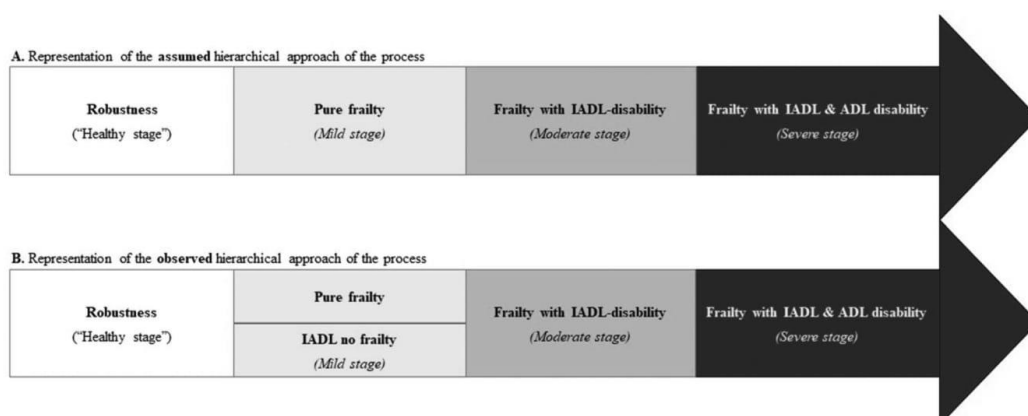 A. Representation of the assumed hierarchical approach of the process
Robustness
("Healthy stage")
Pure frailty
(Mild stage)
Frailty with IADL-disability
(Moderate stage)
Frailty with IADL & ADL disability
(Severe stage)
B. Representation of the observed hierarchical approach of the process
Robustness
("Healthy stage")
Pure frailty
IADL no frailty
(Mild stage)
Frailty with IADL-disability
(Moderate stage)
Frailty with IADL & ADL disability
(Severe stage)